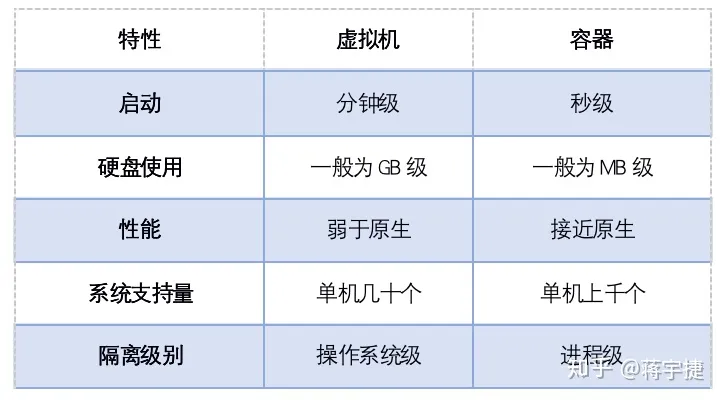 特性 虚拟机 容器
启动 分钟级 秒级
硬盘使用 一般为 GB 级 一般为 MB 级
性能 弱于原生 接近原生
系统支持量 单机几十个 单机上千个
隔离级别 操作系统级 进程级
知乎 @蒋宇捷